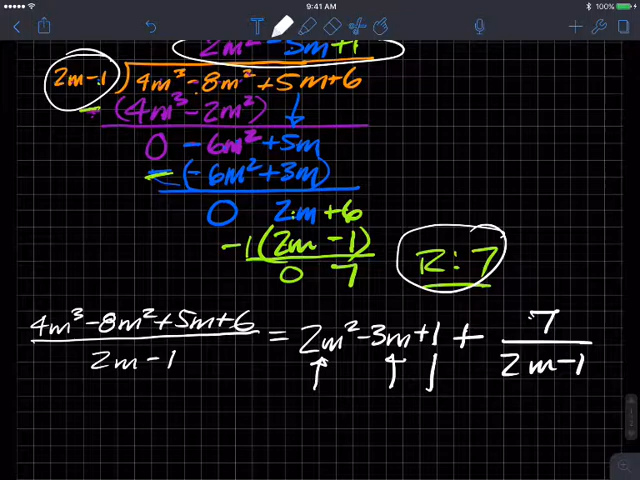 9:41 AM
100%
T
2m² - 3m + 1
2m - 1 ) 4m³ - 8m² + 5m + 6
- (4m³ - 2m²)
0 - 6m² + 5m
- (- 6m² + 3m)
0 2m + 6
-1 (2m - 1)
0 7
R : 7
4m³ - 8m² + 5m + 6 / 2m - 1 = 2m² - 3m + 1 + 7 / 2m - 1